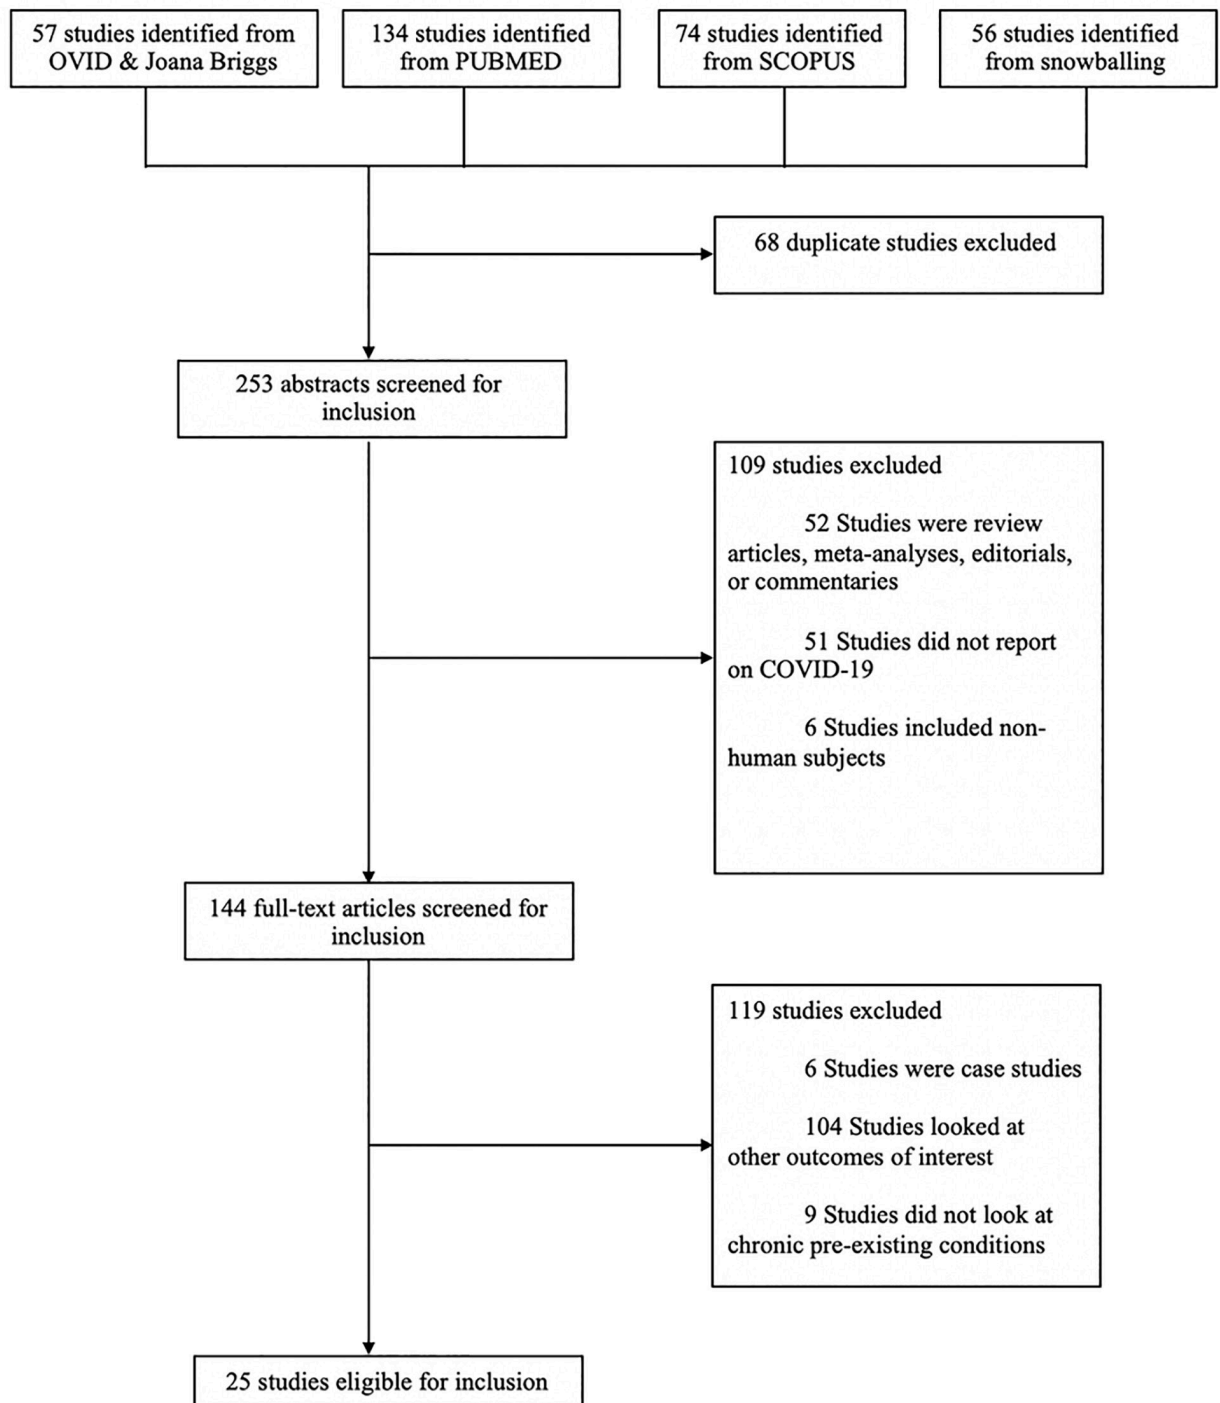 57 studies identified from
OVID & Joana Briggs
134 studies identified
from PUBMED
74 studies identified
from SCOPUS
56 studies identified
from snowballing
68 duplicate studies excluded
253 abstracts screened for
inclusion
109 studies excluded
52 Studies were review
articles, meta-analyses, editorials,
or commentaries
51 Studies did not report
on COVID-19
6 Studies included non-
human subjects
144 full-text articles screened for
inclusion
119 studies excluded
6 Studies were case studies
104 Studies looked at
other outcomes of interest
9 Studies did not look at
chronic pre-existing conditions
25 studies eligible for inclusion